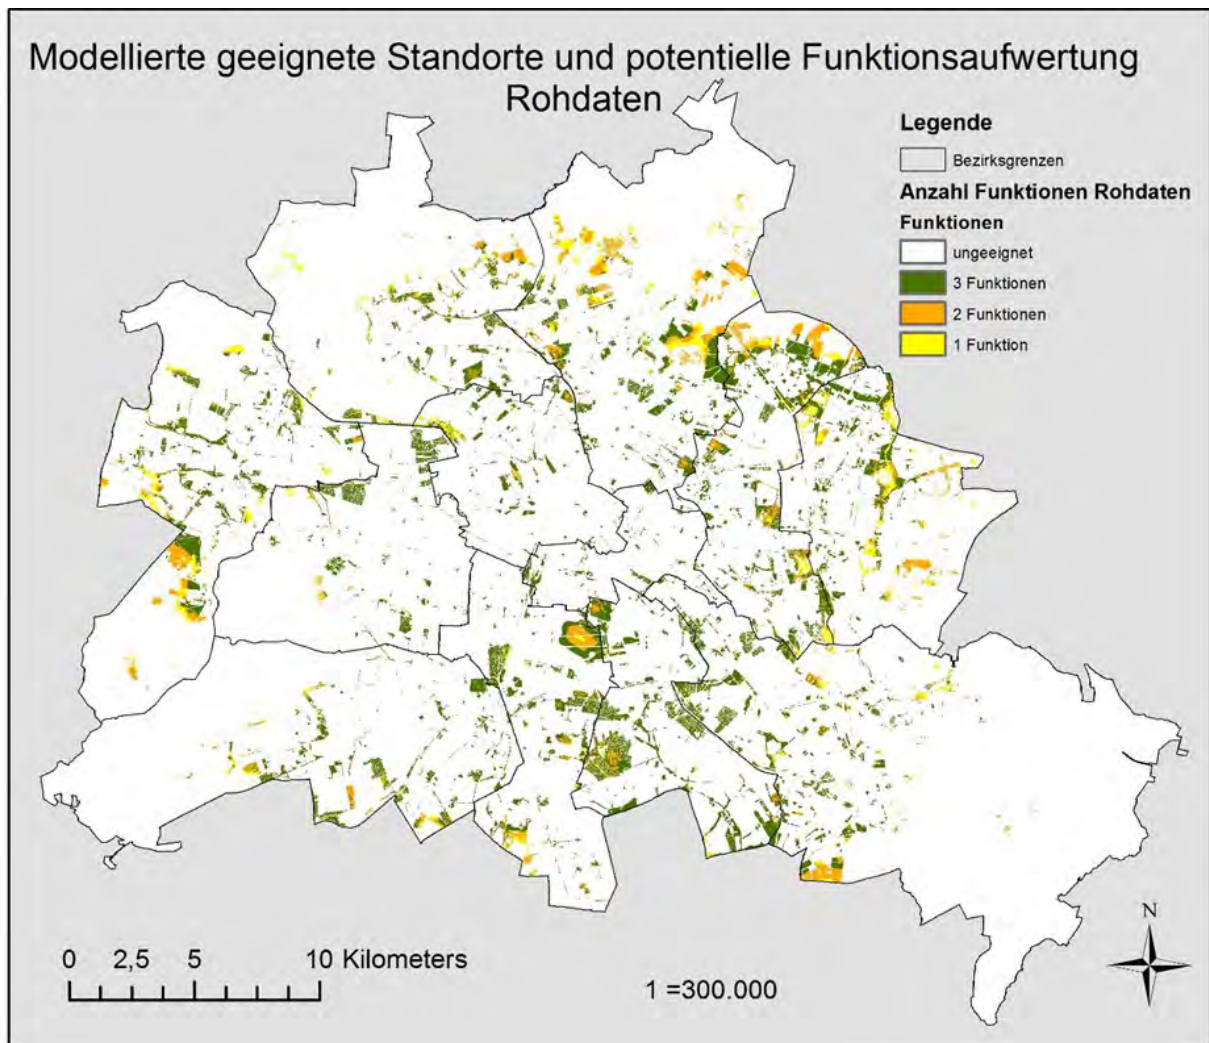 Modellierte geeignete Standorte und potentielle Funktionsaufwertung
Rohdaten
Legende
Bezirksgrenzen
Anzahl Funktionen Rohdaten
Funktionen
ungeeignet
3 Funktionen
2 Funktionen
1 Funktion
0 2,5 5 10 Kilometers
1 =300.000
N